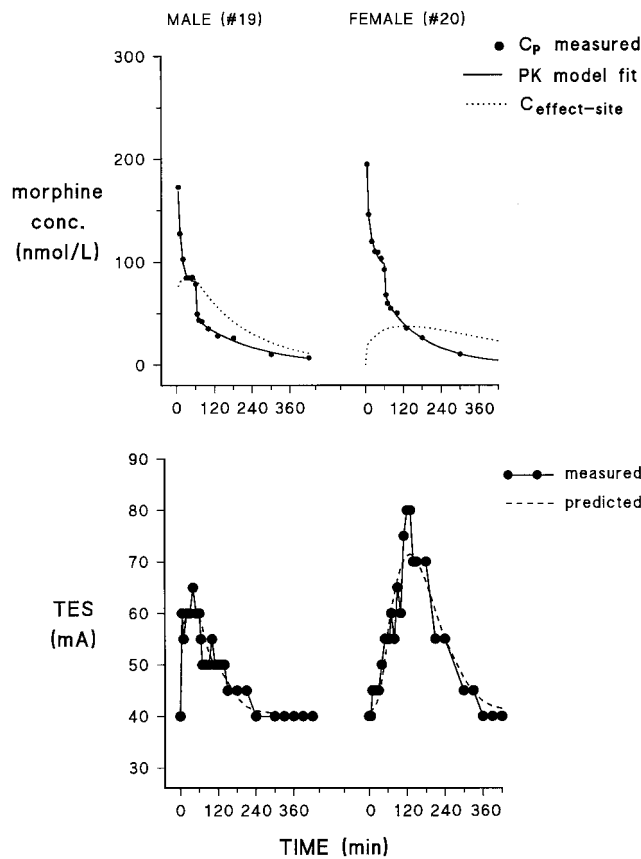 MALE (#19)
FEMALE (#20)
Cp measured
PK model fit
Ceffect-site
300
200
100
0
morphine
conc.
(nmol/L)
0 120 240 360
0 120 240 360
measured
predicted
90
80
70
60
50
40
30
TES
(mA)
0 120 240 360
0 120 240 360
TIME (min)